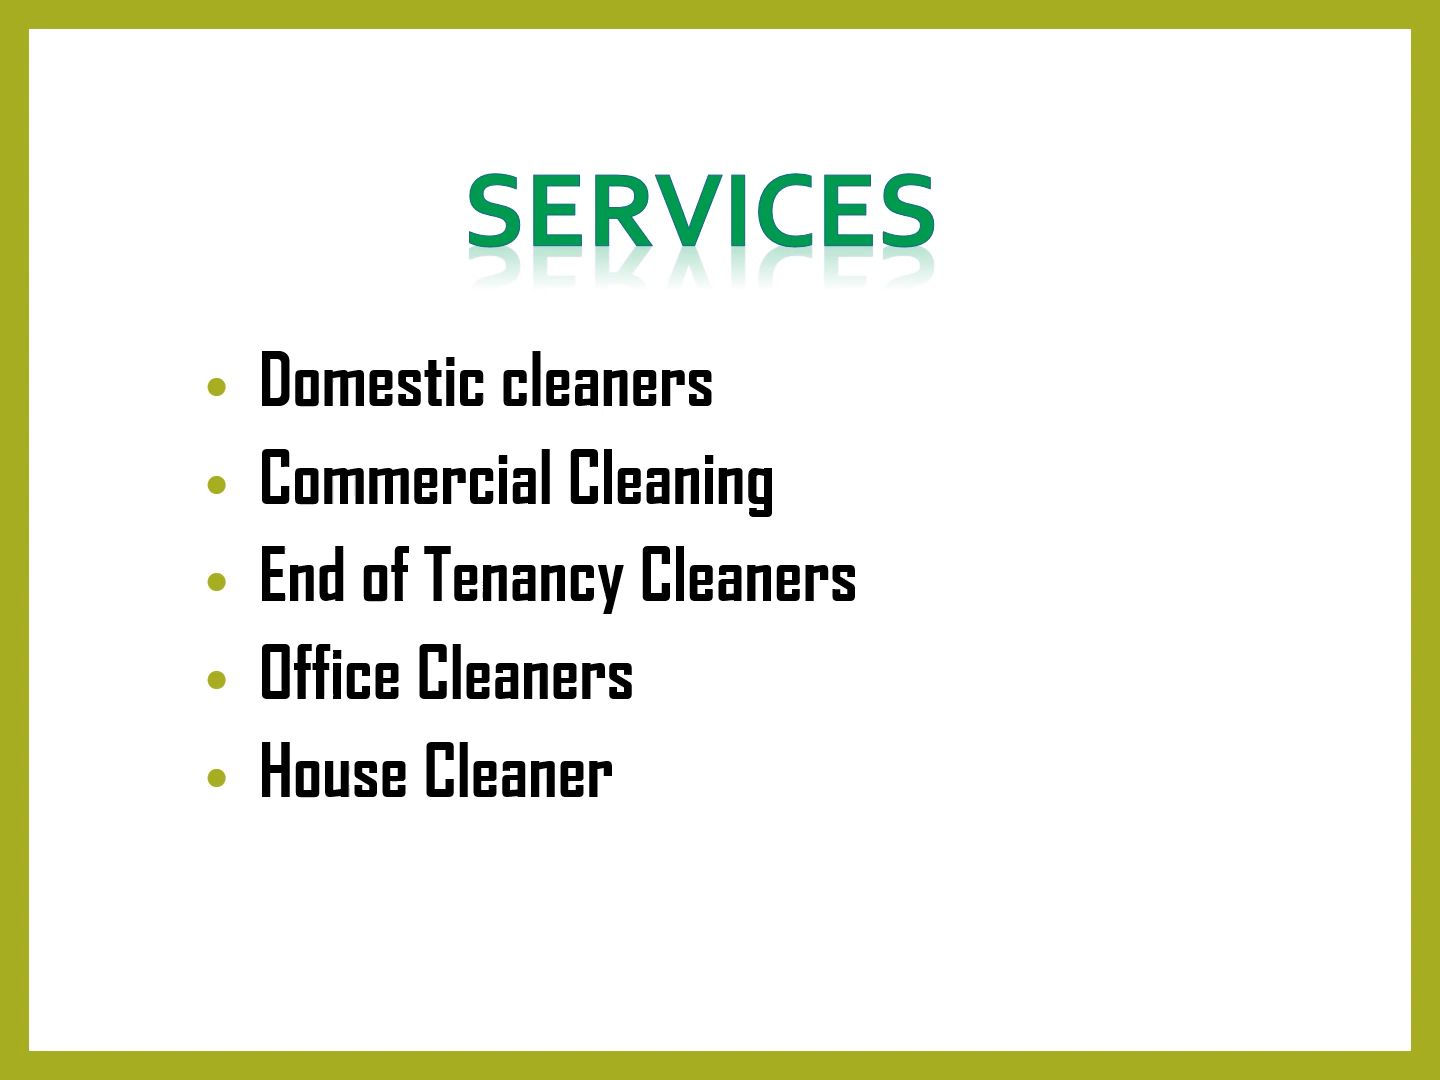 SERVICES
Domestic cleaners
Commercial Cleaning
End of Tenancy Cleaners
Office Cleaners
House Cleaner